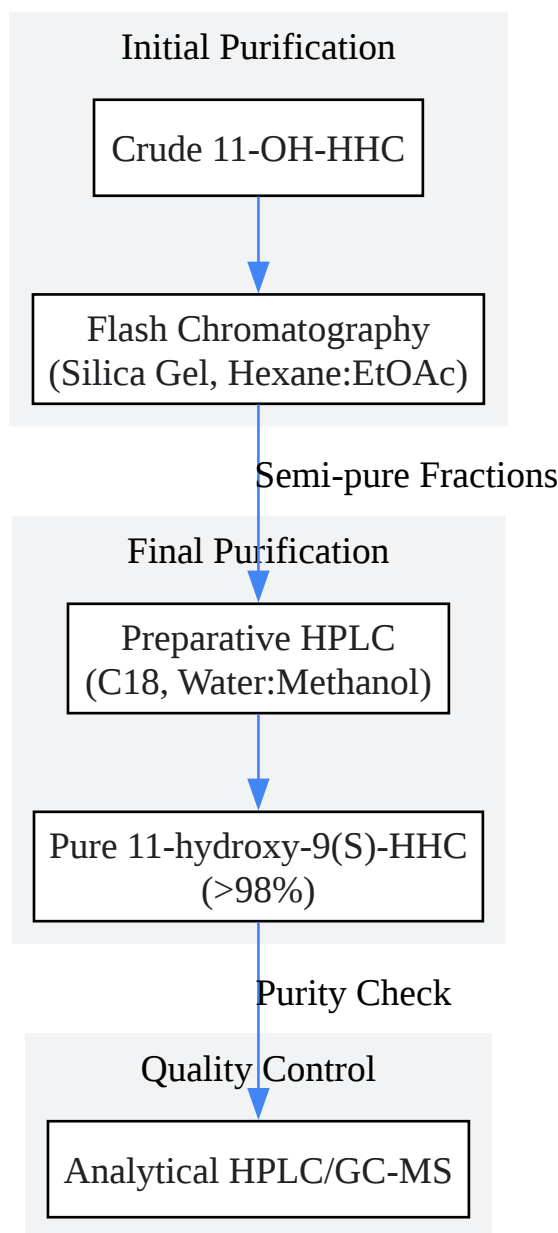 Initial Purification
Crude 11-OH-HHC
Flash Chromatography
(Silica Gel, Hexane:EtOAc)
Semi-pure Fractions
Final Purification
Preparative HPLC
(C18, Water:Methanol)
Pure 11-hydroxy-9(S)-HHC
(>98%)
Purity Check
Quality Control
Analytical HPLC/GC-MS